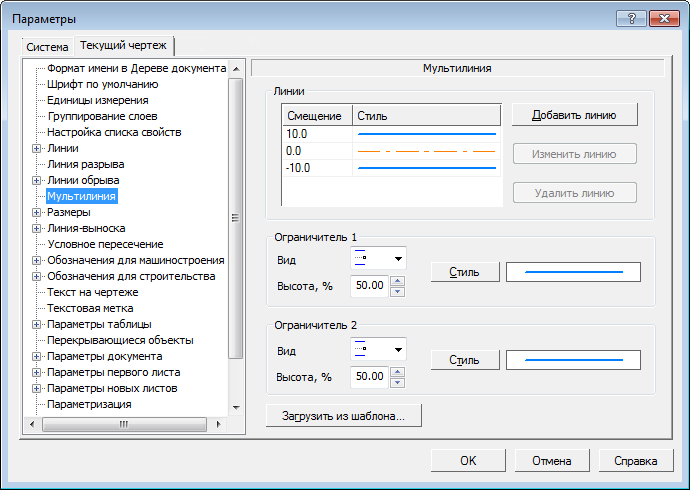 Параметры
Система
Текущий чертеж
Формат имени в Дереве документа
Шрифт по умолчанию
Единицы измерения
Группирование слоев
Настройка списка свойств
Линии
Линия разрыва
Линии обрыва
Мультилиния
Размеры
Линия-выноска
Условное пересечение
Обозначения для машиностроения
Обозначения для строительства
Текст на чертеже
Текстовая метка
Параметры таблицы
Перекрывающиеся объекты
Параметры документа
Параметры первого листа
Параметры новых листов
Параметризация
Мультилиния
Линии
Смещение Стиль
10.0
0.0
-10.0
Добавить линию
Изменить линию
Удалить линию
Ограничитель 1
Вид
Высота, % 50.00
Стиль
Ограничитель 2
Вид
Высота, % 50.00
Стиль
Загрузить из шаблона...
OK
Отмена
Справка